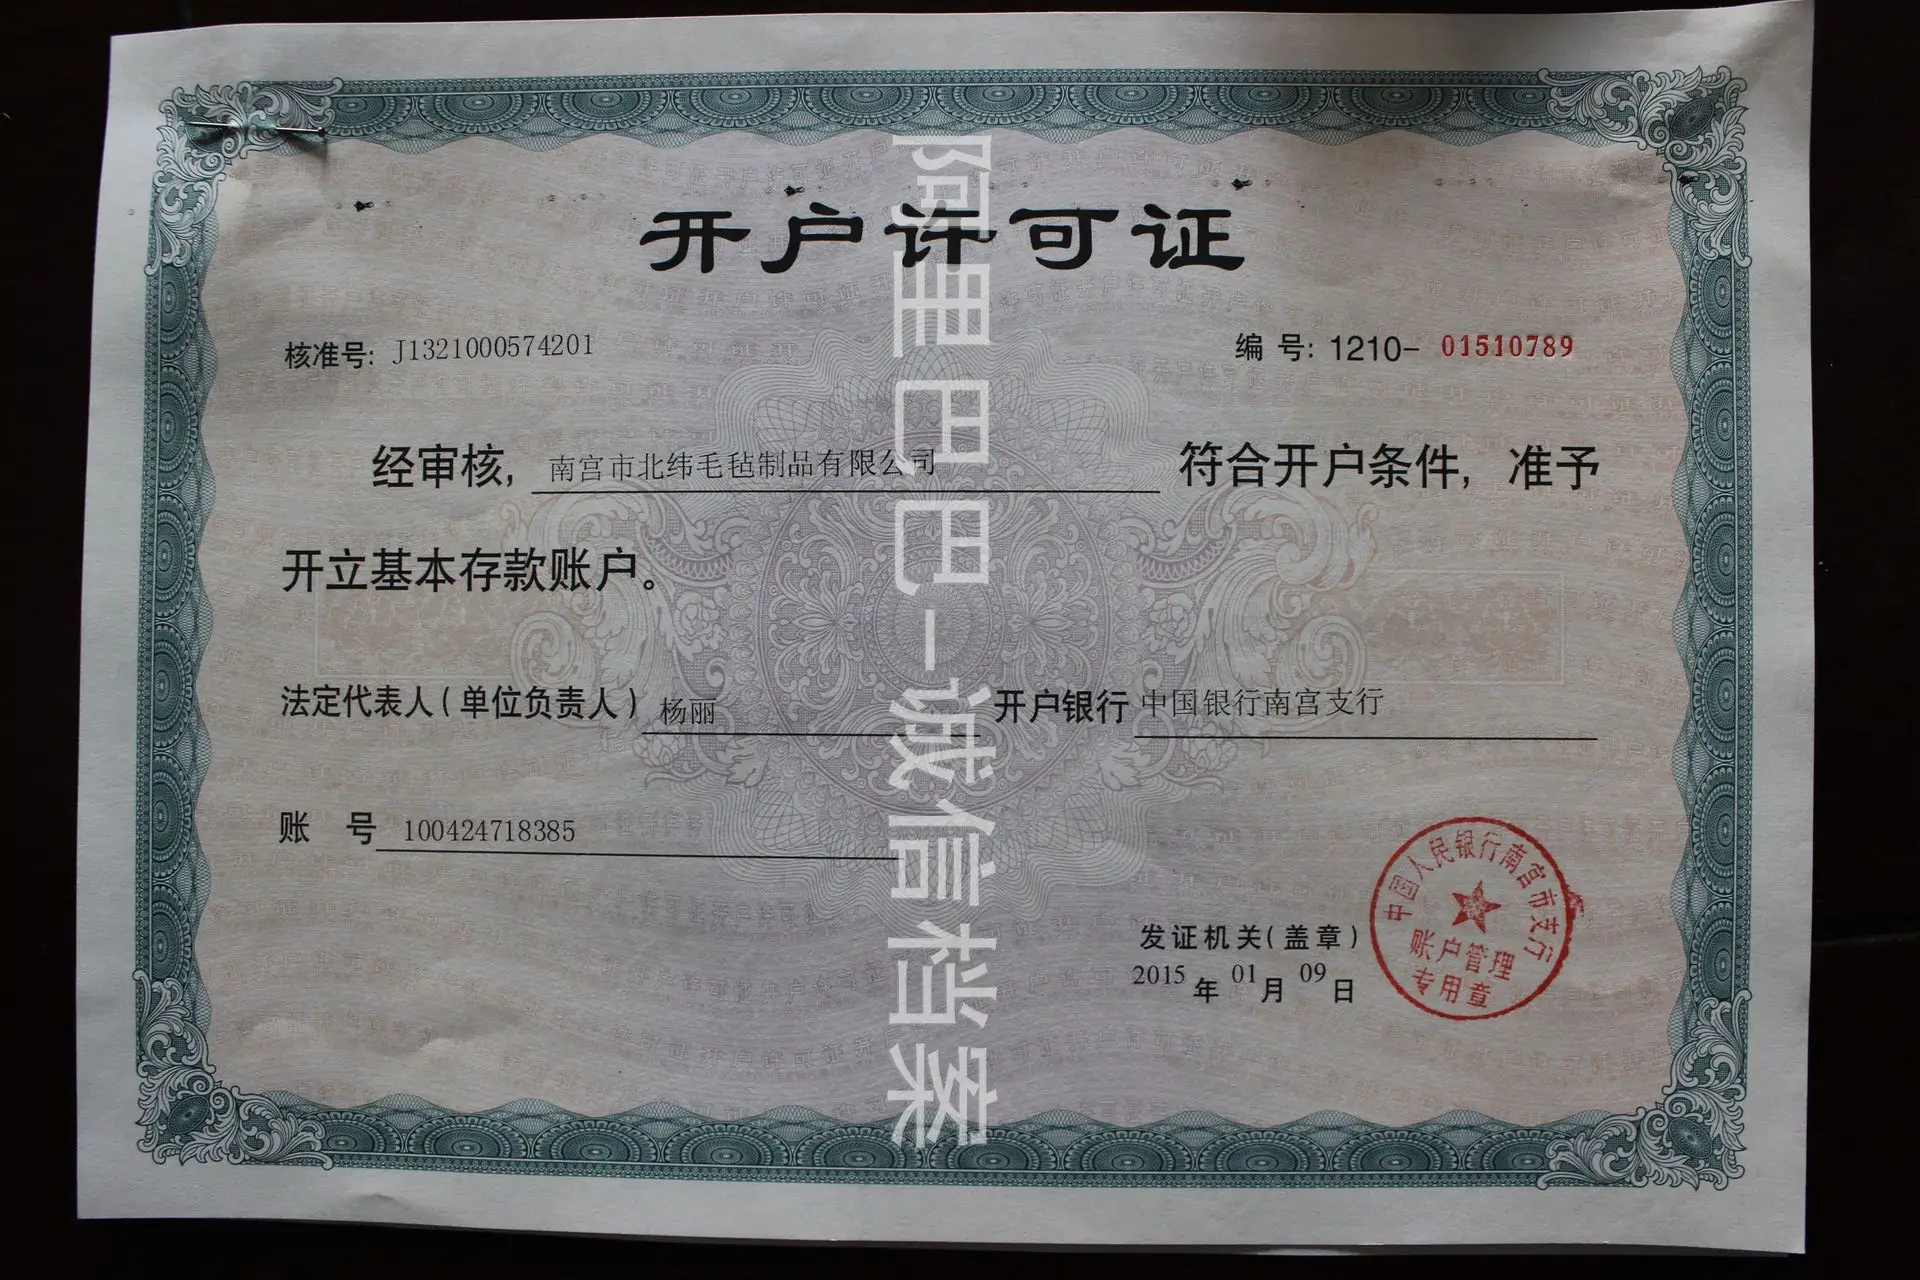 开户许可证
核准号: J1321000574201
编 号: 1210- 01510789
经审核, 南宫市北纬毛毡制品有限公司 符合开户条件, 准予
开立基本存款账户。
法定代表人(单位负责人) 杨丽 开户银行 中国银行南宫支行
账 号 100424718385
发证机关(盖章)
2015 年 01 月 09 日
中国人民银行南宫市支行
账户管理
专用章
阿里巴巴-诚信档案